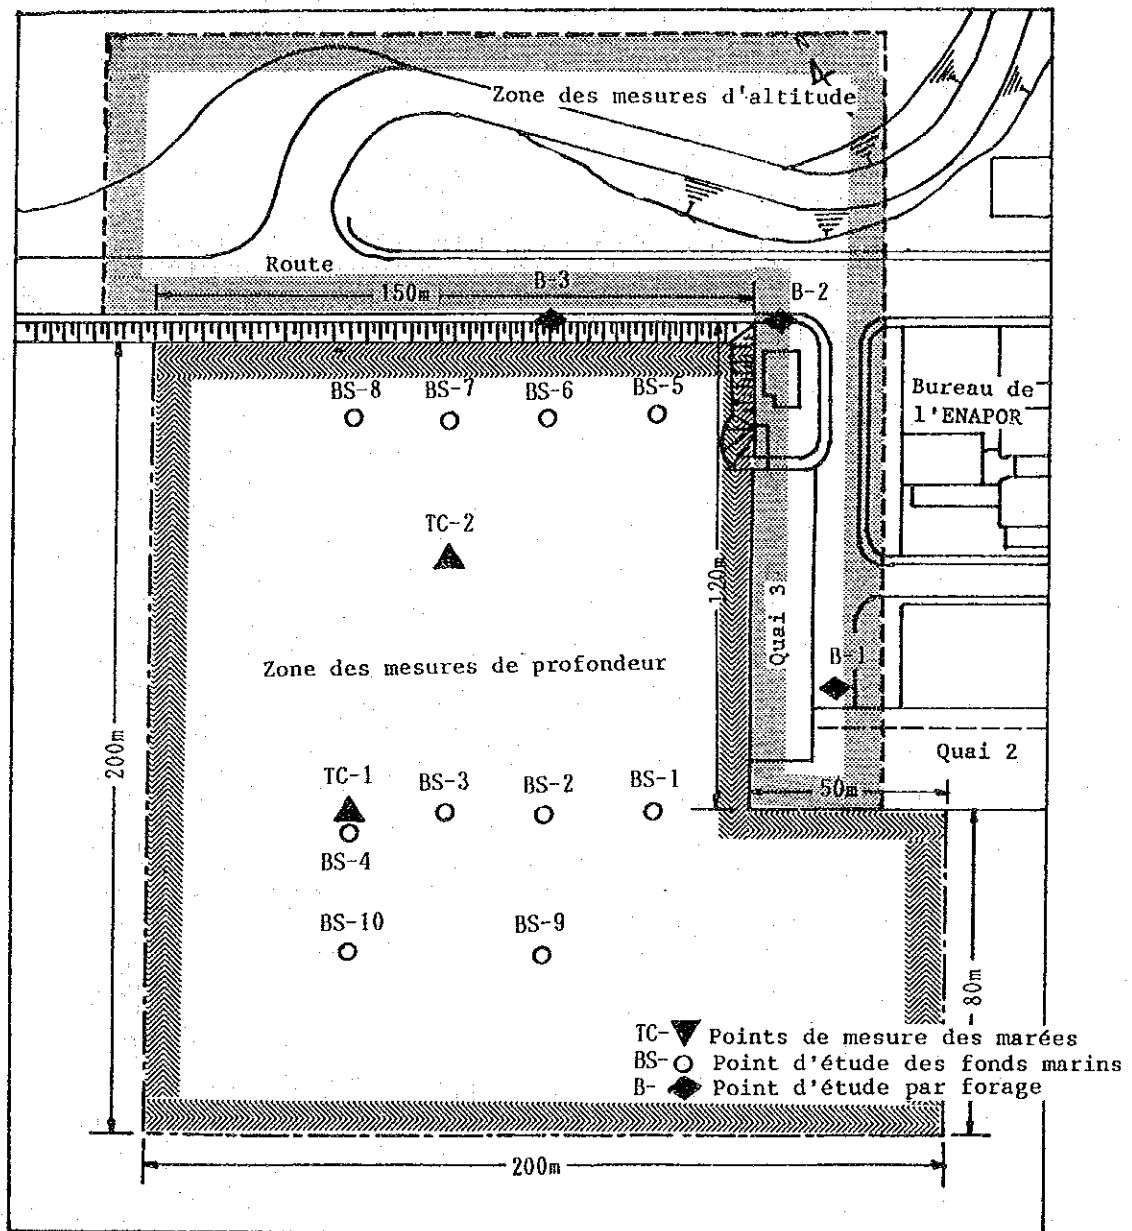 Zone des mesures d'altitude
Route
150m
B-3
B-2
BS-8
BS-7
BS-6
BS-5
Bureau de
l'ENAPOR
TC-2
120m
Quai 3
Zone des mesures de profondeur
B-1
200m
Quai 2
TC-1
BS-3
BS-2
BS-1
50m
BS-4
BS-10
BS-9
80m
TC- Points de mesure des marées
BS- Point d'étude des fonds marins
B- Point d'étude par forage
200m